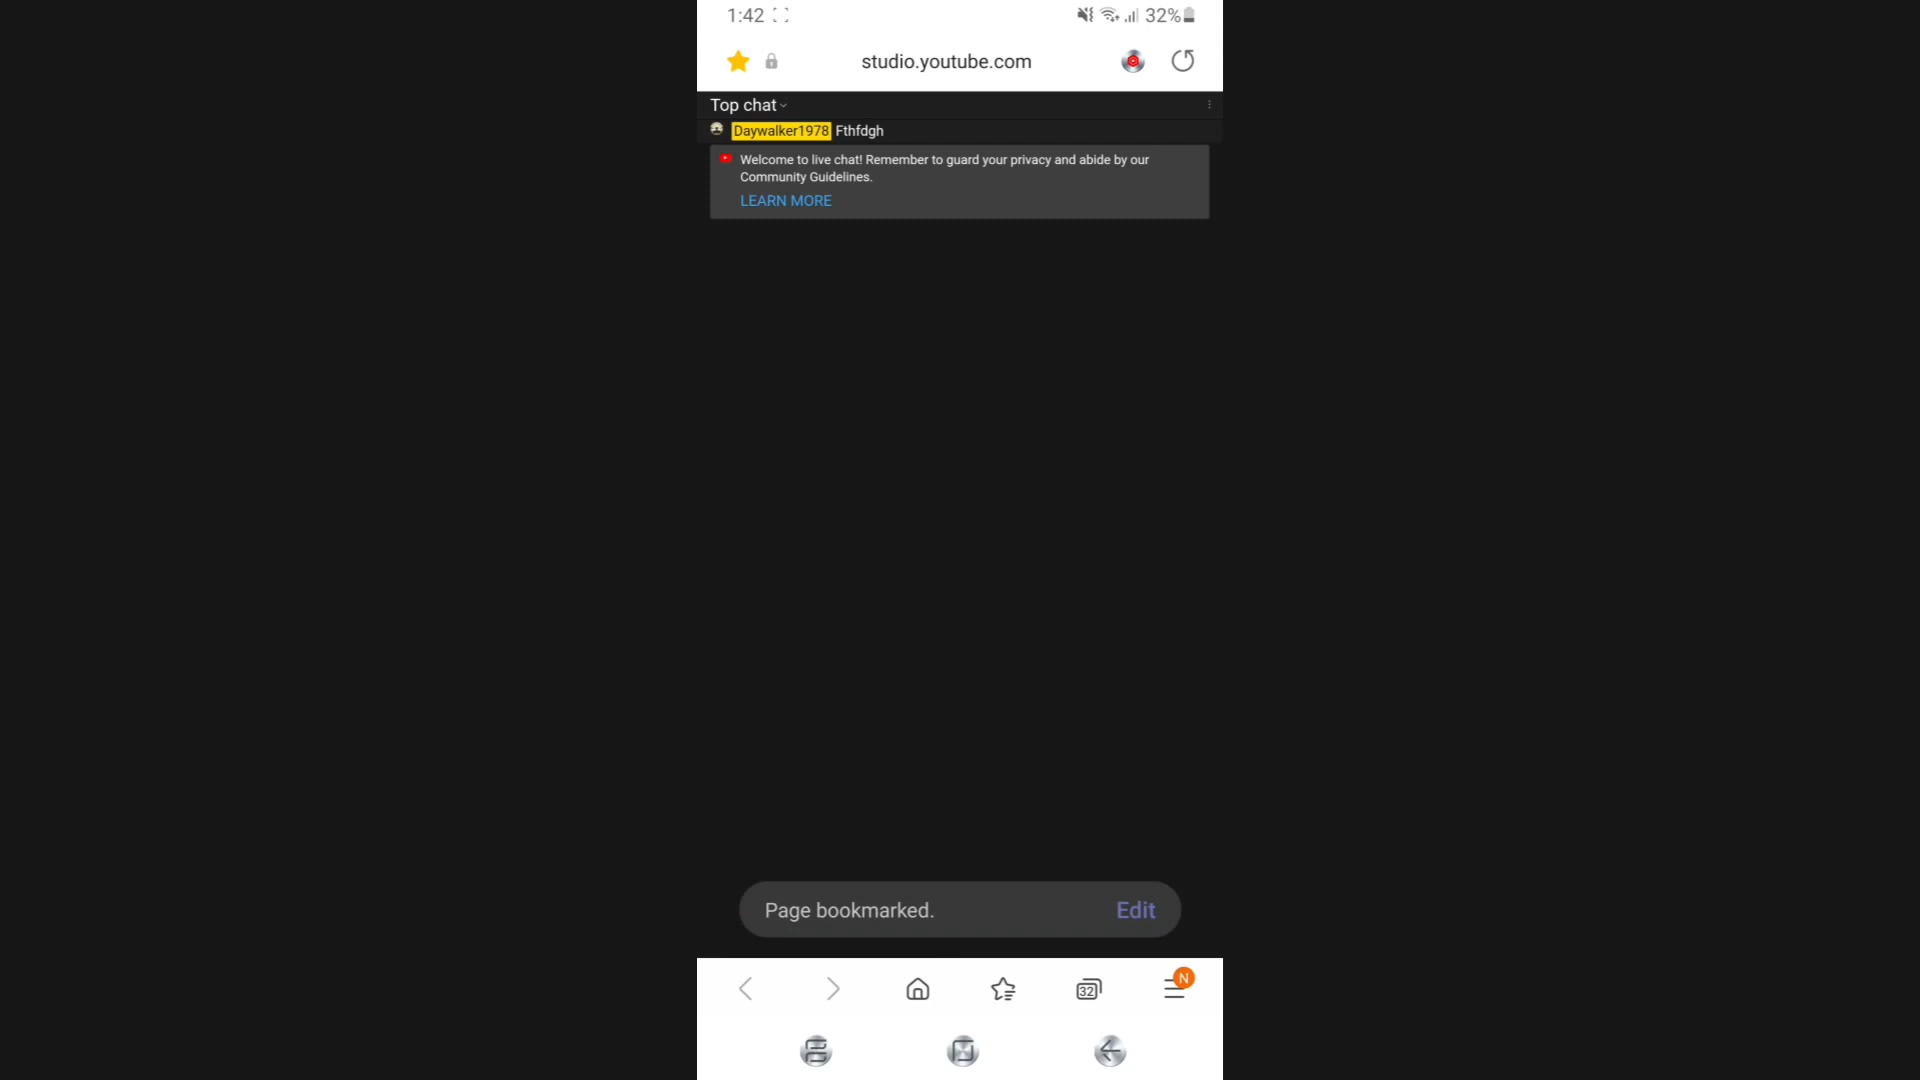 1:42
32%
studio.youtube.com
Top chat
Daywalker1978 Fthfdgh
Welcome to live chat! Remember to guard your privacy and abide by our
Community Guidelines.
LEARN MORE
Page bookmarked. Edit
32
N